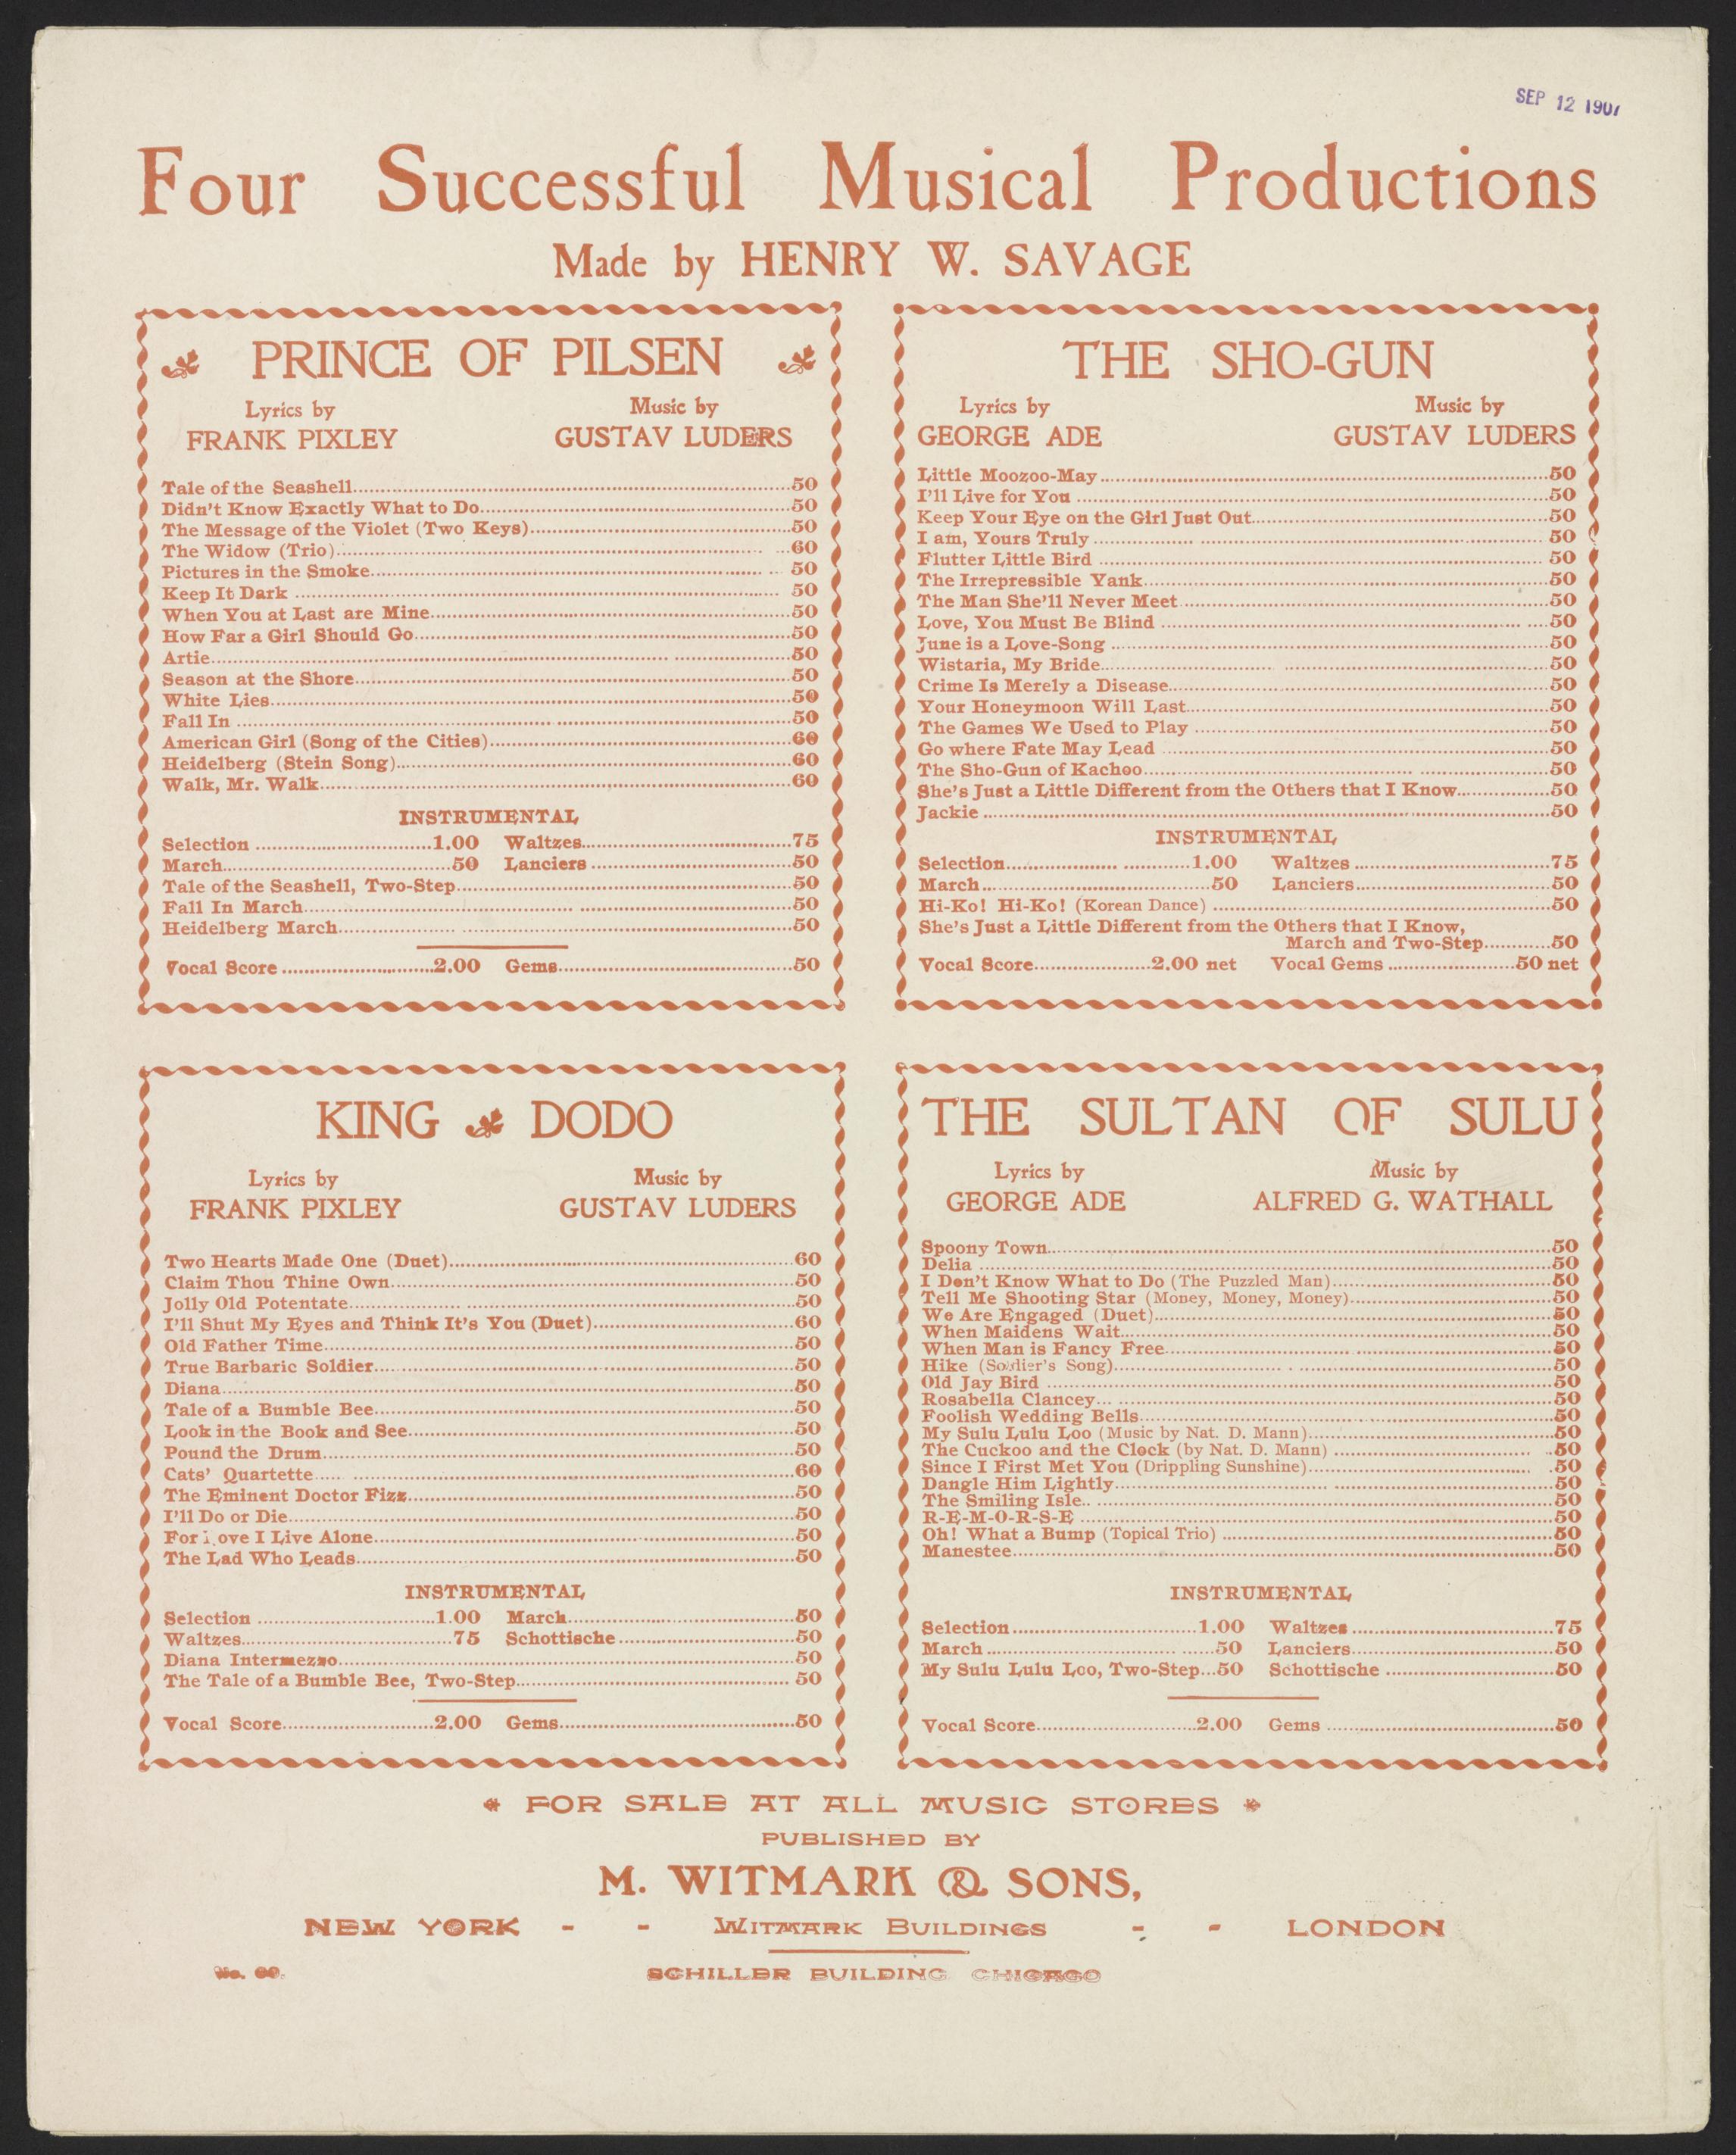 SEP 12 1907
Four Successful Musical Productions
Made by HENRY W. SAVAGE
PRINCE OF PILSEN
Lyrics by Music by
FRANK PIXLEY GUSTAV LUDERS
Tale of the Seashell 50
Didn't Know Exactly What to Do 50
The Message of the Violet (Two Keys) 50
The Widow (Trio) 60
Pictures in the Smoke 50
Keep It Dark 50
When You at Last are Mine 50
How Far a Girl Should Go 50
Artie 50
Season at the Shore 50
White Lies 50
Fall In 50
American Girl (Song of the Cities) 60
Heidelberg (Stein Song) 60
Walk, Mr. Walk 60
INSTRUMENTAL
Selection 1.00 Waltzes 75
March 50 Lanciers 50
Tale of the Seashell, Two-Step 50
Fall In March 50
Heidelberg March 50
Vocal Score 2.00 Gems 50
THE SHO-GUN
Lyrics by Music by
GEORGE ADE GUSTAV LUDERS
Little Moozoo-May 50
I'll Live for You 50
Keep Your Eye on the Girl Just Out 50
I am, Yours Truly 50
Flutter Little Bird 50
The Irrepressible Yank 50
The Man She'll Never Meet 50
Love, You Must Be Blind 50
June is a Love-Song 50
Wistaria, My Bride 50
Crime Is Merely a Disease 50
Your Honeymoon Will Last 50
The Games We Used to Play 50
Go where Fate May Lead 50
The Sho-Gun of Kachoo 50
She's Just a Little Different from the Others that I Know 50
Jackie 50
INSTRUMENTAL
Selection 1.00 Waltzes 75
March 50 Lanciers 50
Hi-Ko! Hi-Ko! (Korean Dance) 50
She's Just a Little Different from the Others that I Know,
March and Two-Step 50
Vocal Score 2.00 net Vocal Gems 50 net
KING DODO
Lyrics by Music by
FRANK PIXLEY GUSTAV LUDERS
Two Hearts Made One (Duet) 60
Claim Thou Thine Own 50
Jolly Old Potentate 50
I'll Shut My Eyes and Think It's You (Duet) 60
Old Father Time 50
True Barbaric Soldier 50
Diana 50
Tale of a Bumble Bee 50
Look in the Book and See 50
Pound the Drum 50
Cats' Quartette 60
The Eminent Doctor Fizz 50
I'll Do or Die 50
For Love I Live Alone 50
The Lad Who Leads 50
INSTRUMENTAL
Selection 1.00 March 50
Waltzes 75 Schottische 50
Diana Intermezzo 50
The Tale of a Bumble Bee, Two-Step 50
Vocal Score 2.00 Gems 50
THE SULTAN OF SULU
Lyrics by Music by
GEORGE ADE ALFRED G. WATHALL
Spoony Town 50
Delia 50
I Don't Know What to Do (The Puzzled Man) 50
Tell Me Shooting Star (Money, Money, Money) 50
We Are Engaged (Duet) 50
When Maidens Wait 50
When Man is Fancy Free 50
Hike (Soldier's Song) 50
Old Jay Bird 50
Rosabella Clancey 50
Foolish Wedding Bells 50
My Sulu Lulu Loo (Music by Nat. D. Mann) 50
The Cuckoo and the Clock (by Nat. D. Mann) 50
Since I First Met You (Drippling Sunshine) 50
Dangle Him Lightly 50
The Smiling Isle 50
R-E-M-O-R-S-E 50
Oh! What a Bump (Topical Trio) 50
Manestee 50
INSTRUMENTAL
Selection 1.00 Waltzes 75
March 50 Lanciers 50
My Sulu Lulu Loo, Two-Step 50 Schottische 50
Vocal Score 2.00 Gems 50
FOR SALE AT ALL MUSIC STORES
PUBLISHED BY
M. WITMARK & SONS,
NEW YORK - - WITMARK BUILDINGS - - LONDON
No. SCHILLER BUILDING CHICAGO